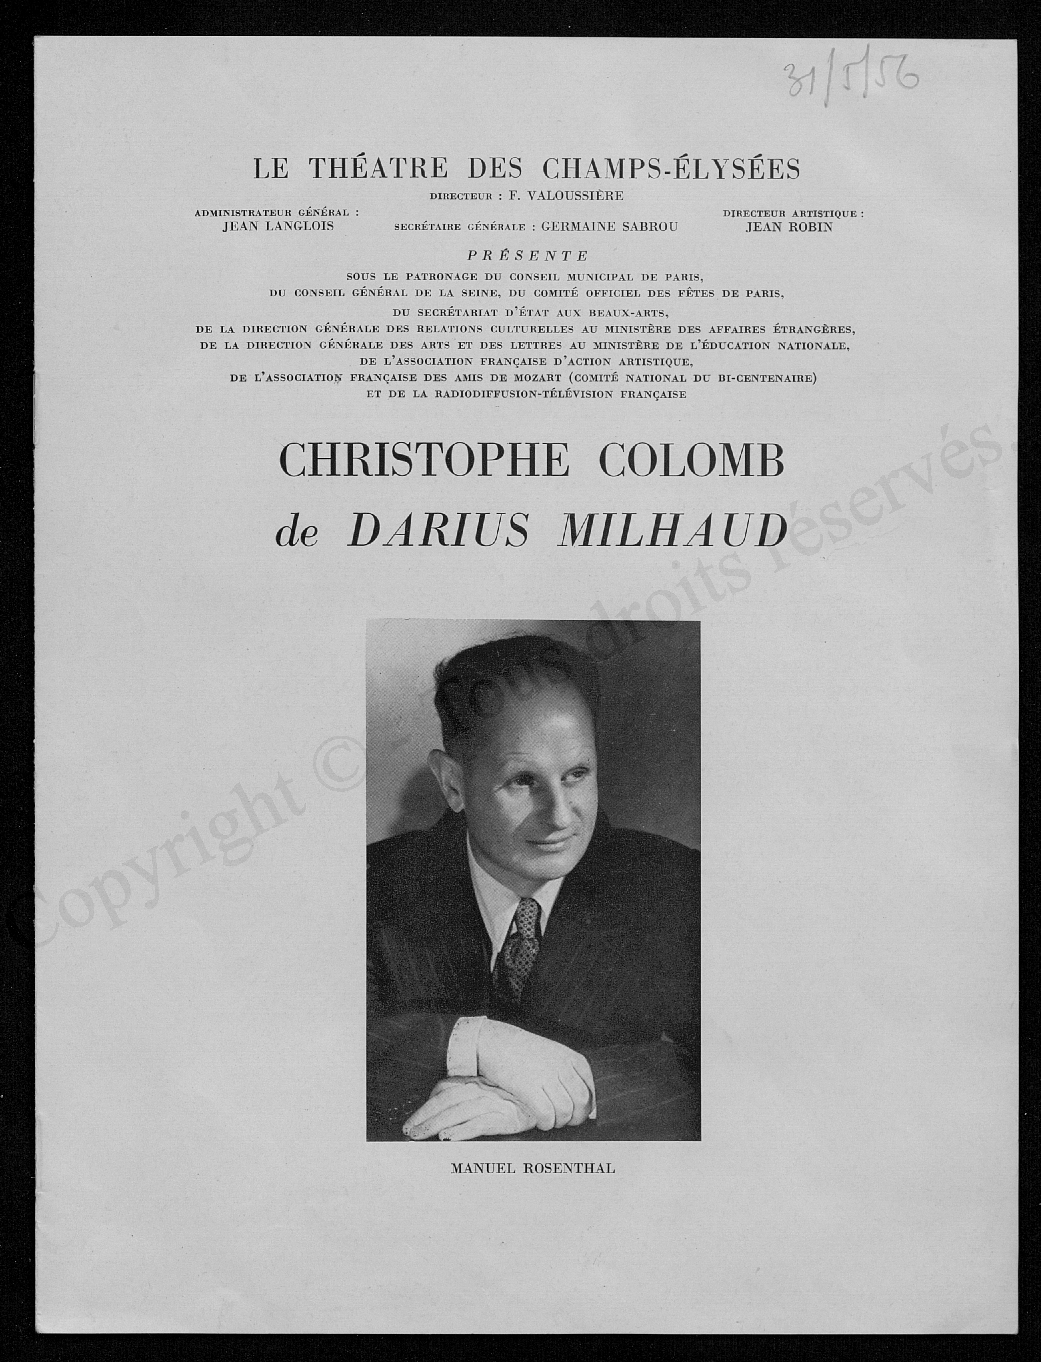 31/5/56
LE THÉATRE DES CHAMPS-ÉLYSÉES
DIRECTEUR : F. VALOUSSIÈRE
ADMINISTRATEUR GÉNÉRAL :
JEAN LANGLOIS
SECRÉTAIRE GÉNÉRALE : GERMAINE SABROU
DIRECTEUR ARTISTIQUE :
JEAN ROBIN
PRÉSENTE
SOUS LE PATRONAGE DU CONSEIL MUNICIPAL DE PARIS,
DU CONSEIL GÉNÉRAL DE LA SEINE, DU COMITÉ OFFICIEL DES FÊTES DE PARIS,
DU SECRÉTARIAT D'ÉTAT AUX BEAUX-ARTS,
DE LA DIRECTION GÉNÉRALE DES RELATIONS CULTURELLES AU MINISTÈRE DES AFFAIRES ÉTRANGÈRES,
DE LA DIRECTION GÉNÉRALE DES ARTS ET DES LETTRES AU MINISTÈRE DE L'ÉDUCATION NATIONALE,
DE L'ASSOCIATION FRANÇAISE D'ACTION ARTISTIQUE,
DE L'ASSOCIATION FRANÇAISE DES AMIS DE MOZART (COMITÉ NATIONAL DU BI-CENTENAIRE)
ET DE LA RADIODIFFUSION-TÉLÉVISION FRANÇAISE
CHRISTOPHE COLOMB
de DARIUS MILHAUD
Copyright © - Tous droits réservés.
MANUEL ROSENTHAL